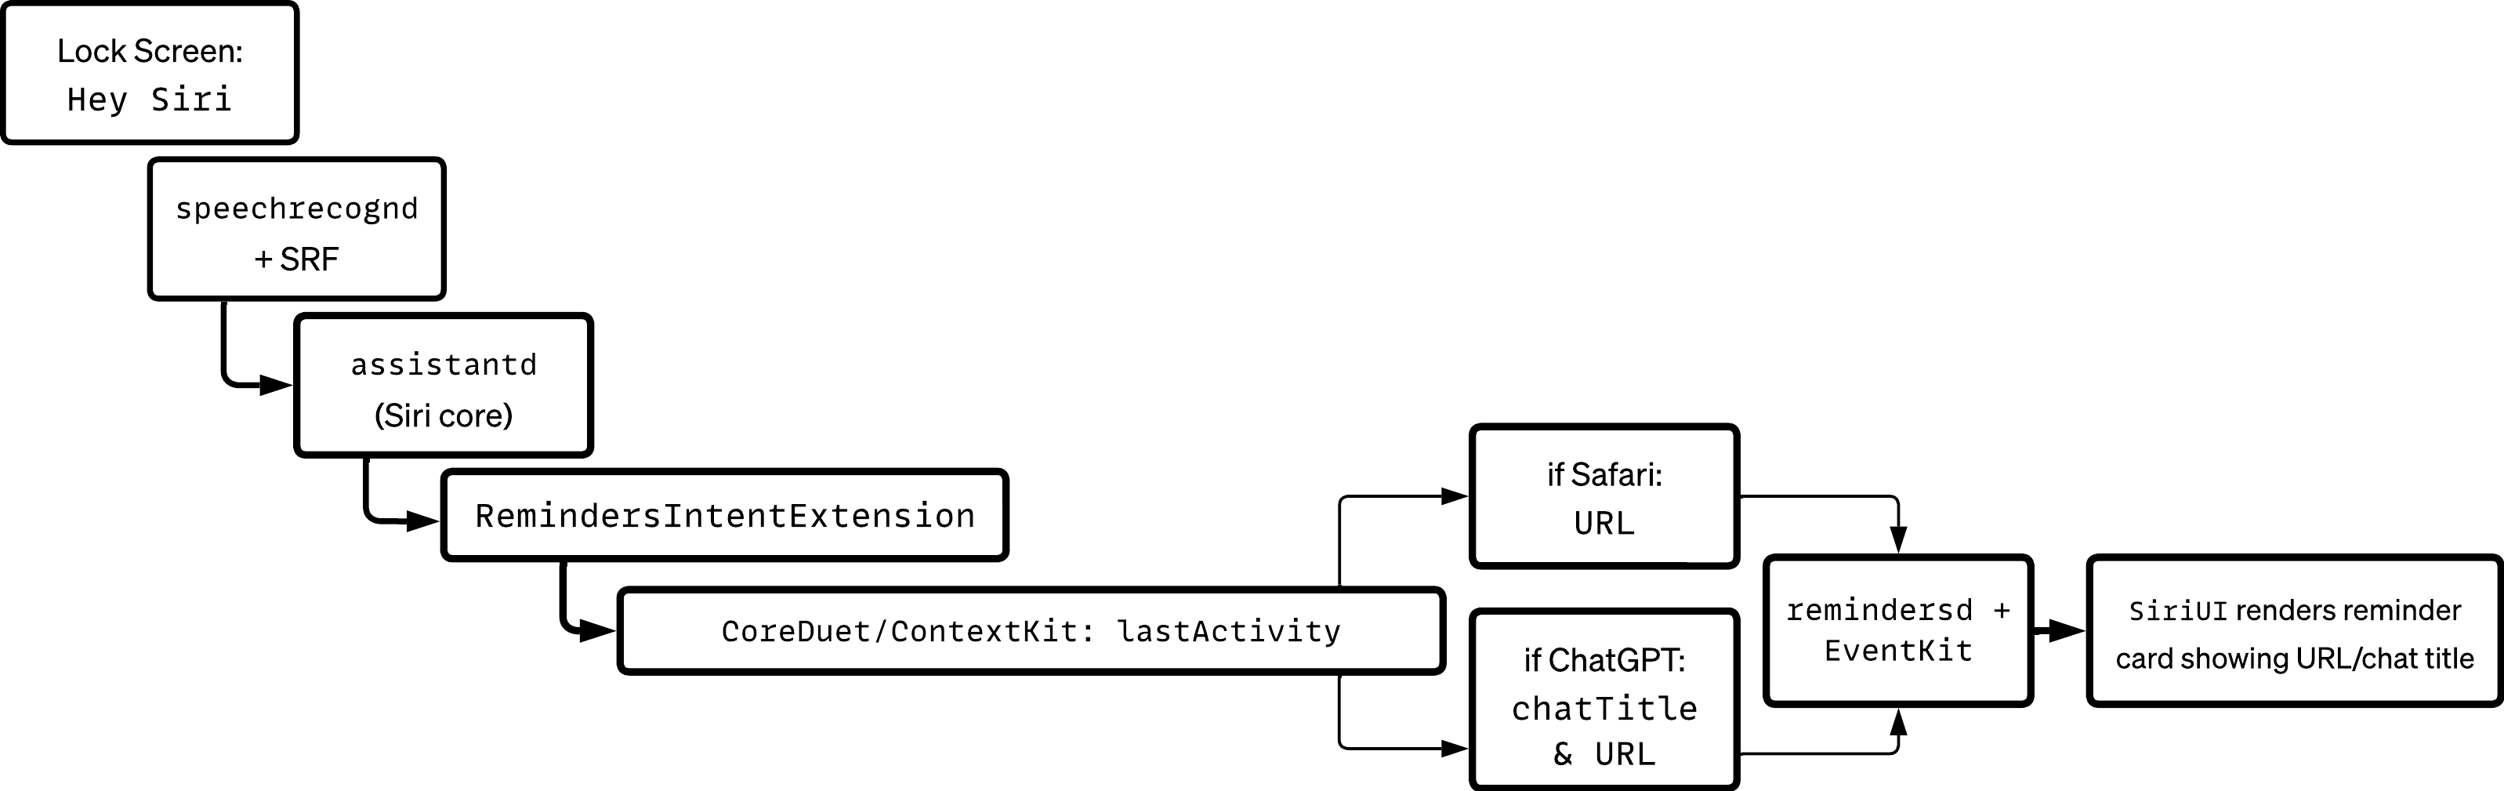 Lock Screen:
Hey Siri
speechrecognd
+ SRF
assistantd
(Siri core)
RemindersIntentExtension
CoreDuet/ContextKit: lastActivity
if Safari:
URL
if ChatGPT:
chatTitle
& URL
remindersd +
EventKit
SiriUI renders reminder
card showing URL/chat title